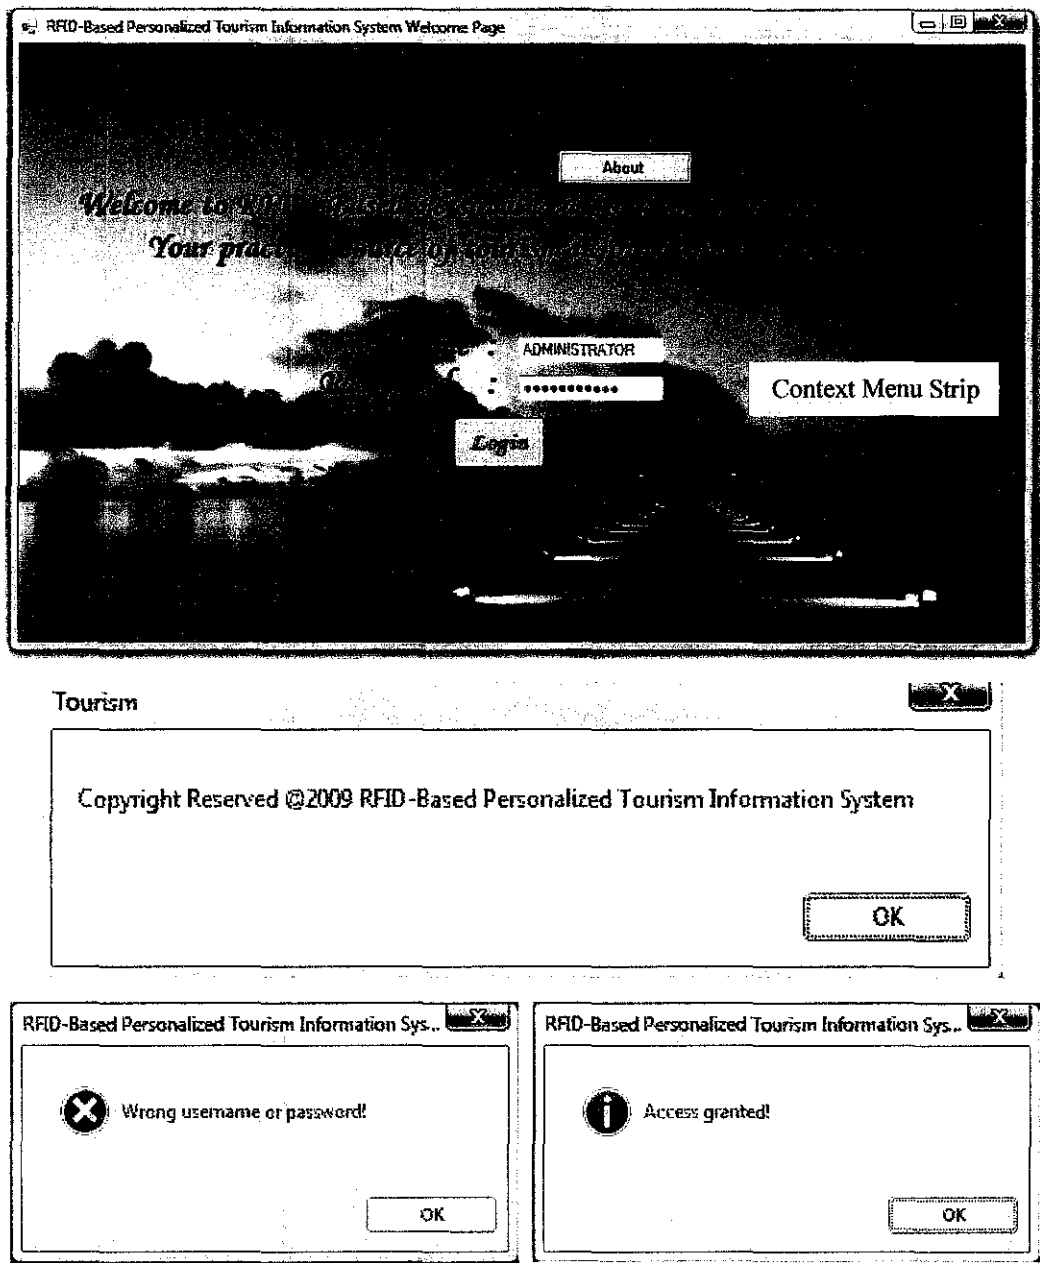 RFID-Based Personalized Tourism Information System Welcome Page
About
Welcome to
Your
ADMINISTRATOR
Context Menu Strip
Login
Tourism
Copyright Reserved @2009 RFID-Based Personalized Tourism Information System
OK
RFID-Based Personalized Tourism Information Sys...
Wrong username or password!
OK
RFID-Based Personalized Tourism Information Sys...
Access granted!
OK